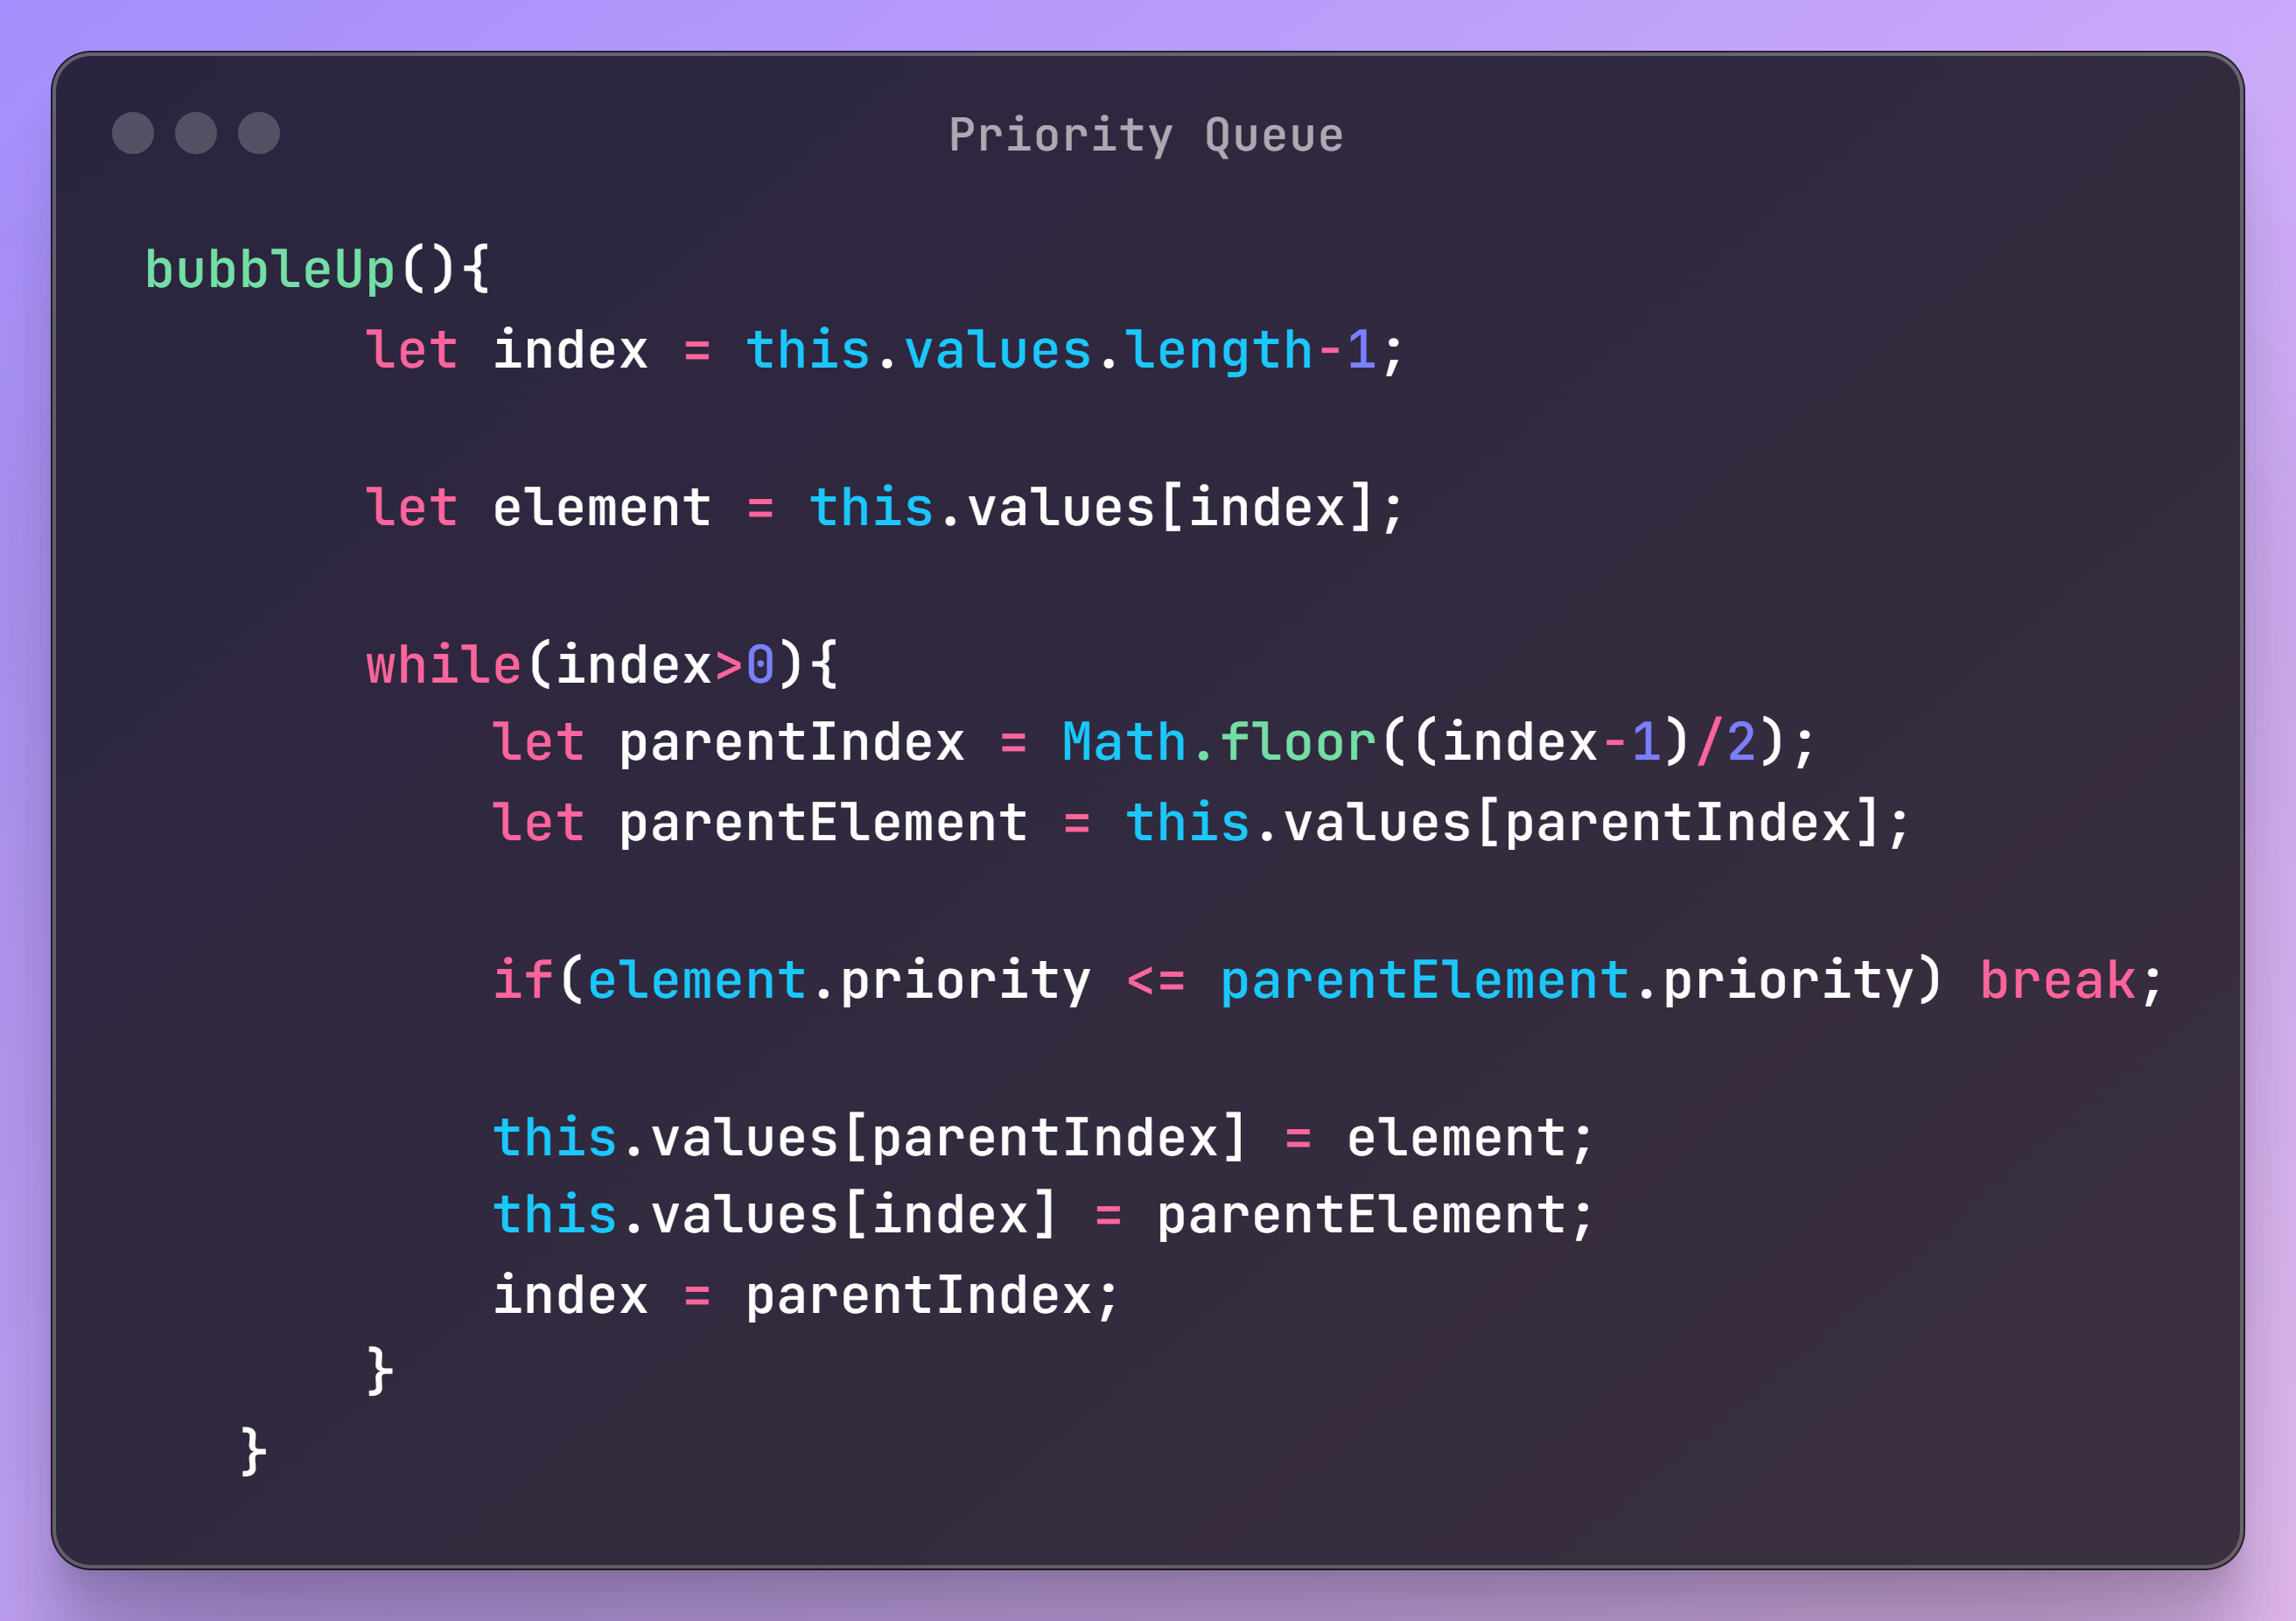 Priority Queue
bubbleUp(){
let index = this.values.length-1;
let element = this.values[index];
while(index>0){
let parentIndex = Math.floor((index-1)/2);
let parentElement = this.values[parentIndex];
if(element.priority <= parentElement.priority) break;
this.values[parentIndex] = element;
this.values[index] = parentElement;
index = parentIndex;
}
}